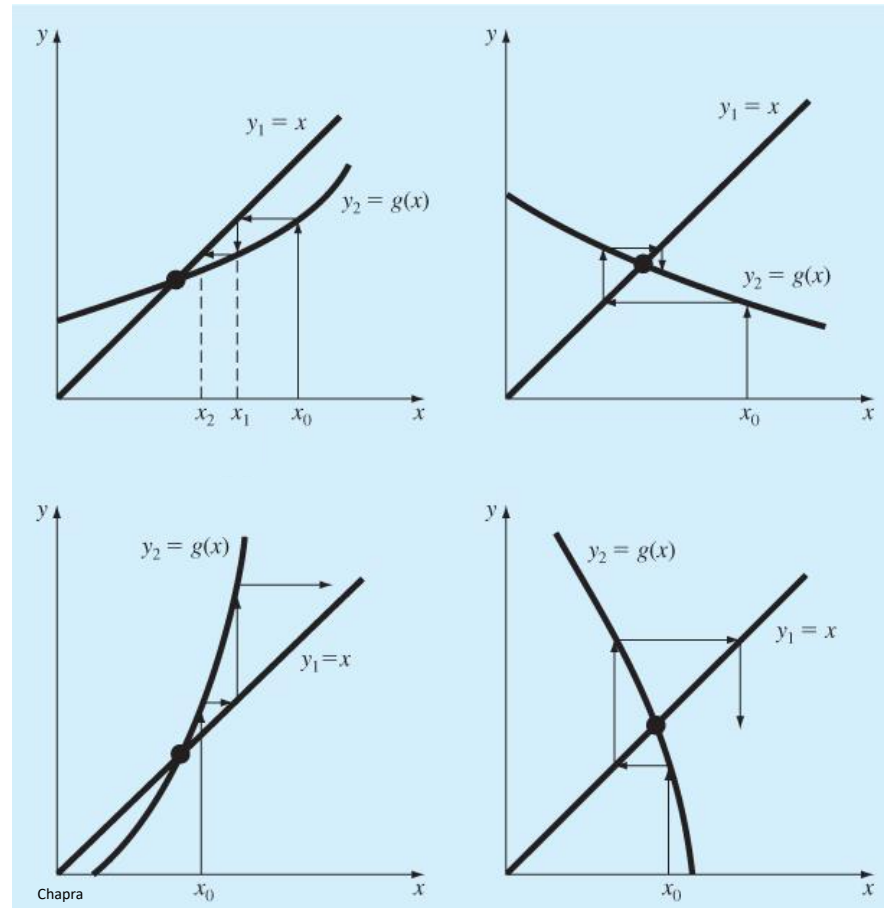 y
y₁ = x
y₂ = g(x)
x₂ x₁ x₀ x
y
y₁ = x
y₂ = g(x)
x₀ x
y
y₂ = g(x)
y₁=x
x₀ x
y
y₂ = g(x)
y₁ = x
x₀ x
Chapra